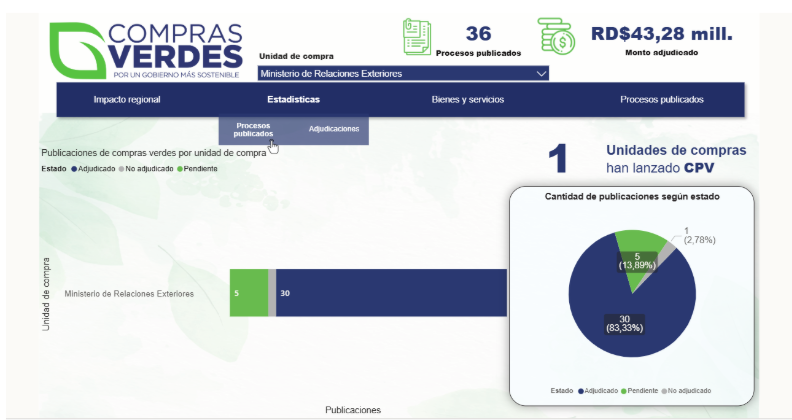 COMPRAS
VERDES
POR UN GOBIERNO MÁS SOSTENIBLE
Unidad de compra
Ministerio de Relaciones Exteriores
36
Procesos publicados
RD$43,28 mill.
Monto adjudicado
Impacto regional
Estadísticas
Bienes y servicios
Procesos publicados
Procesos
publicados
Adjudicaciones
Publicaciones de compras verdes por unidad de compra
Estado Adjudicado No adjudicado Pendiente
1
Unidades de compras
han lanzado CPV
Cantidad de publicaciones según estado
1
(2,78%)
5
(13,89%)
30
(83,33%)
Estado Adjudicado Pendiente No adjudicado
Unidad de compra
Ministerio de Relaciones Exteriores
5
30
Publicaciones